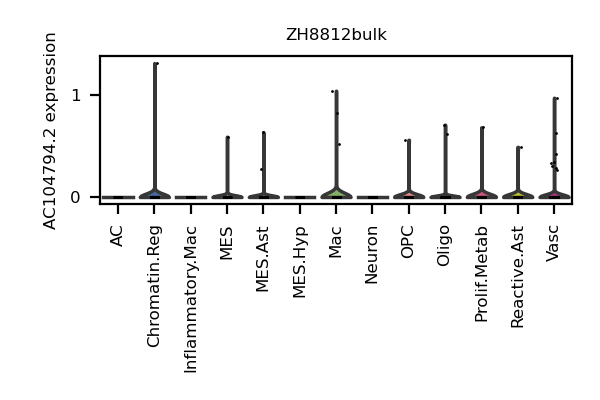 ZH8812bulk
AC104794.2 expression
1
0
AC
Chromatin.Reg
Inflammatory.Mac
MES
MES.Ast
MES.Hyp
Mac
Neuron
OPC
Oligo
Prolif.Metab
Reactive.Ast
Vasc